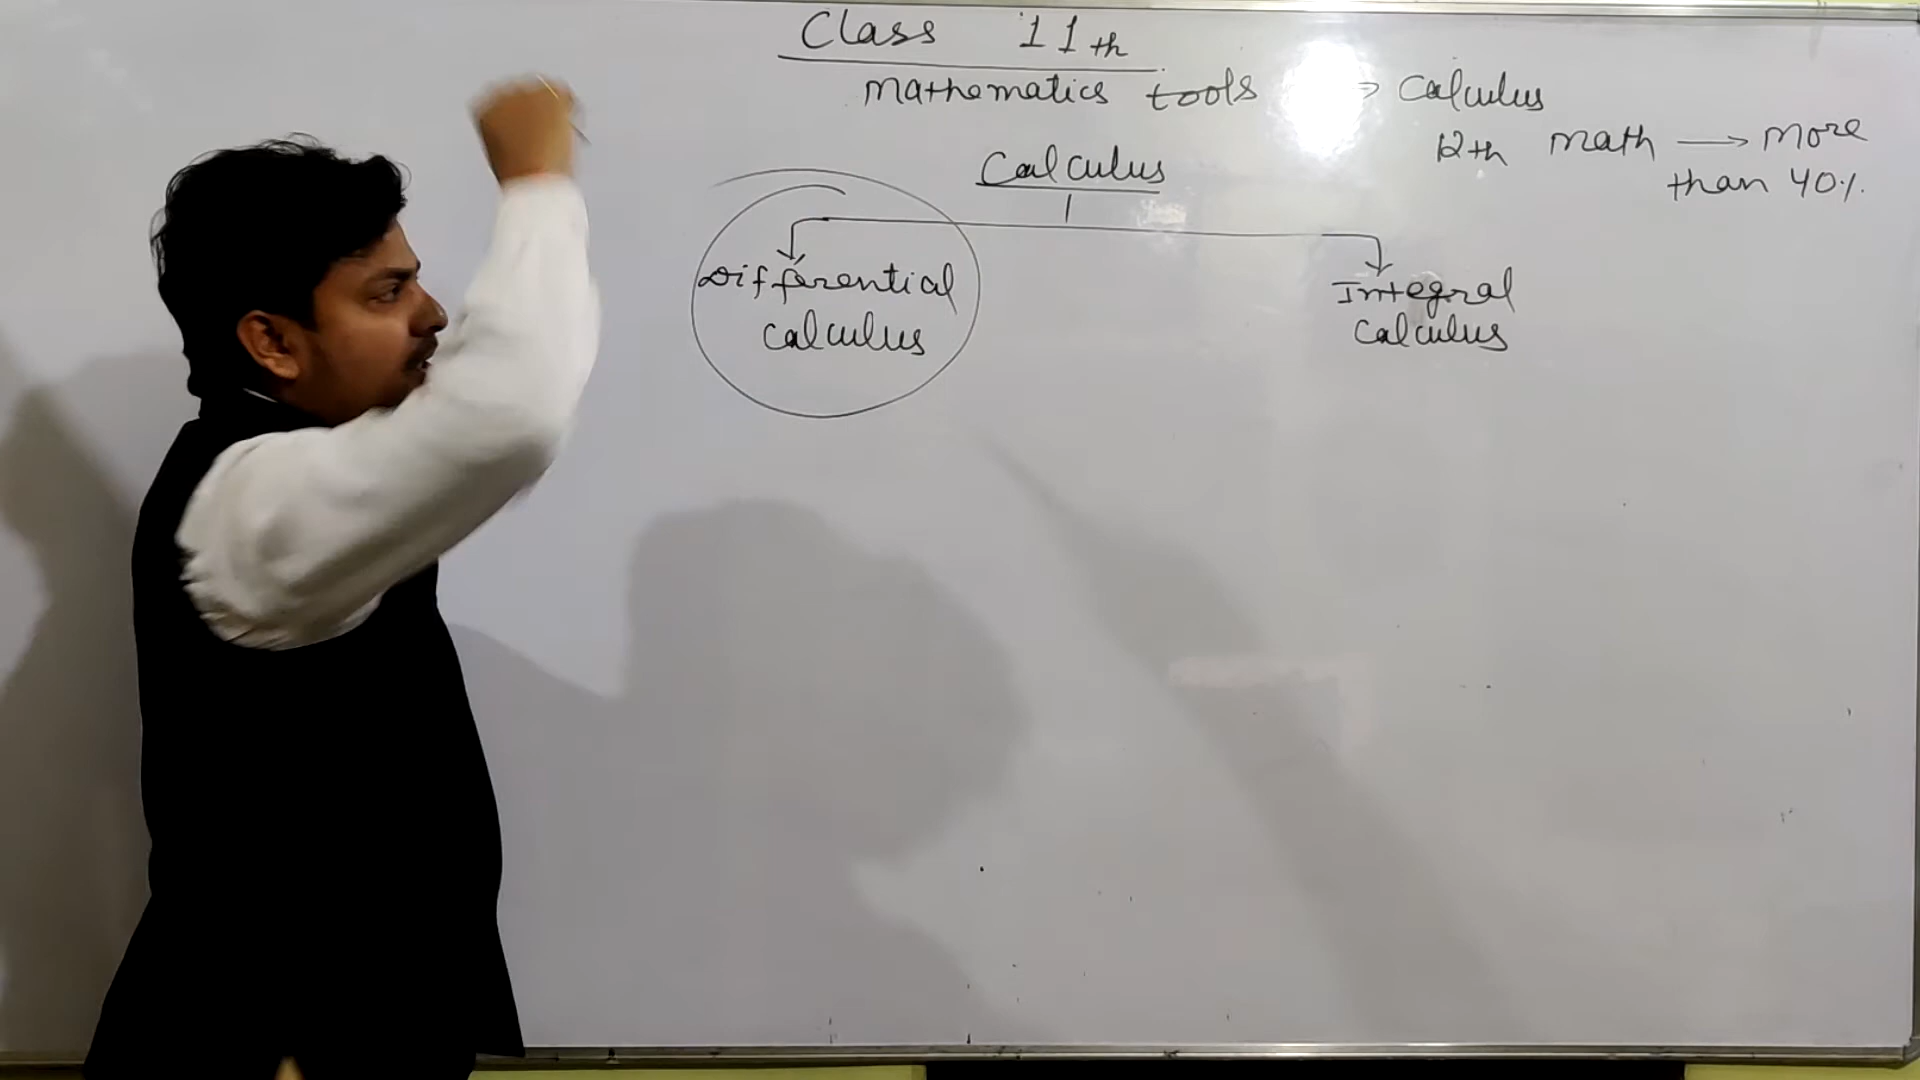 Class 11th
Mathematics tools → Calculus
12th math → More
than 40%.
Calculus
Differential
Calculus
Integral
Calculus